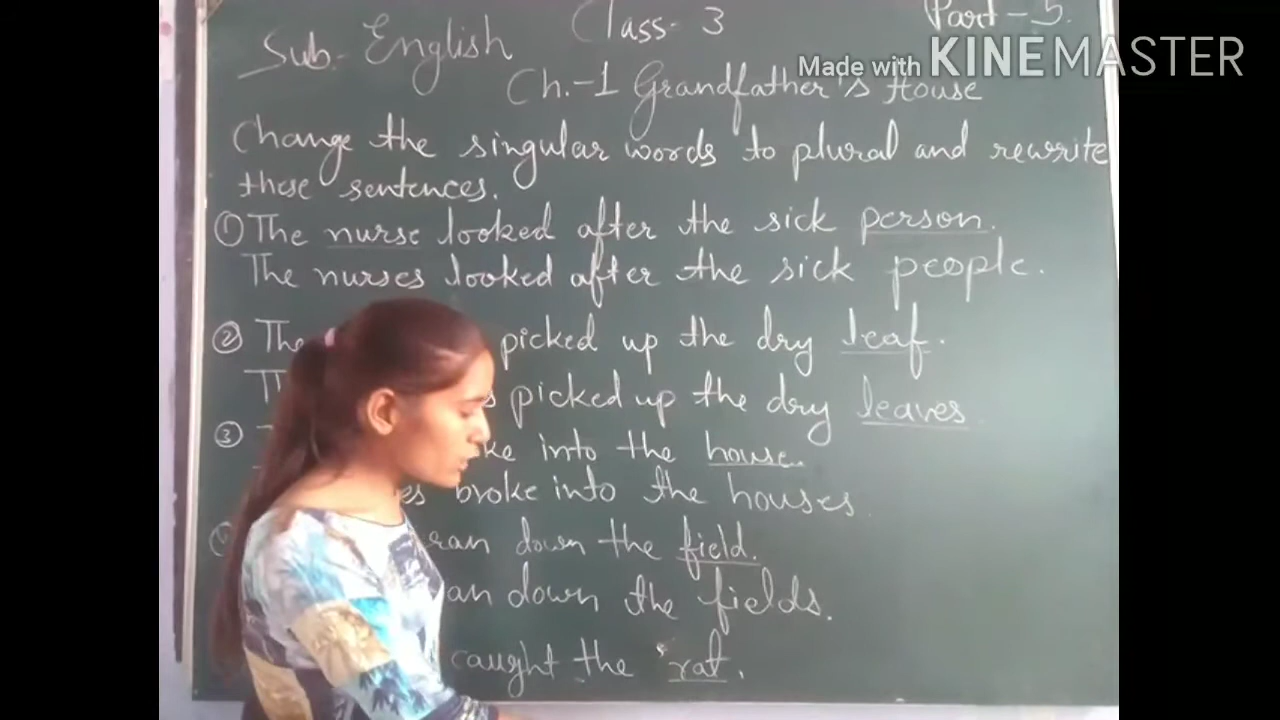 Class- 3
Part - 5.
Sub- English
Made with KINEMASTER
Ch.-1 Grandfather's House
Change the singular words to plural and rewrite
these sentences.
① The nurse looked after the sick person.
The nurses looked after the sick people.
② The picked up the dry leaf.
picked up the dry leaves
③ into the house.
broke into the houses.
ran down the field.
down the fields.
caught the rat.